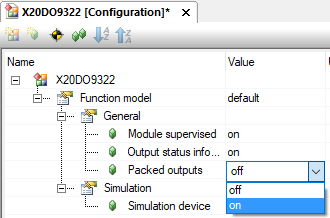 X20DO9322 [Configuration]*
Name Value
X20DO9322
Function model default
General
Module supervised on
Output status info... on
Packed outputs off
off
Simulation on
Simulation device